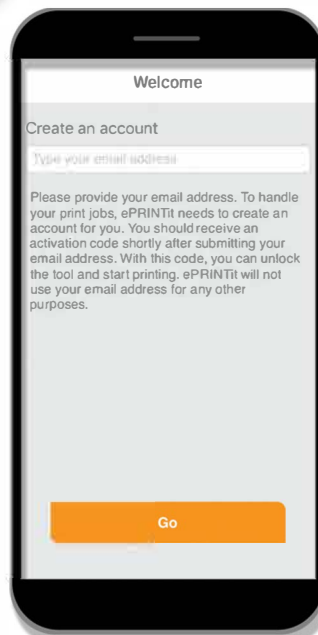 Welcome
Create an account
Type your email address
Please provide your email address. To handle
your print jobs, ePRINTit needs to create an
account for you. You should receive an
activation code shortly after submitting your
email address. With this code, you can unlock
the tool and start printing. ePRINTit will not
use your email address for any other
purposes.
Go